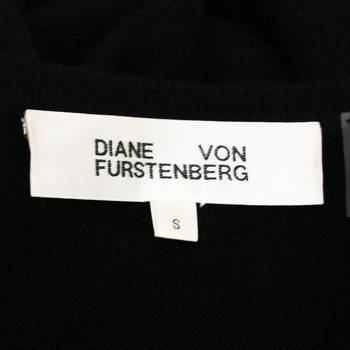 DIANE VON
FURSTENBERG
S